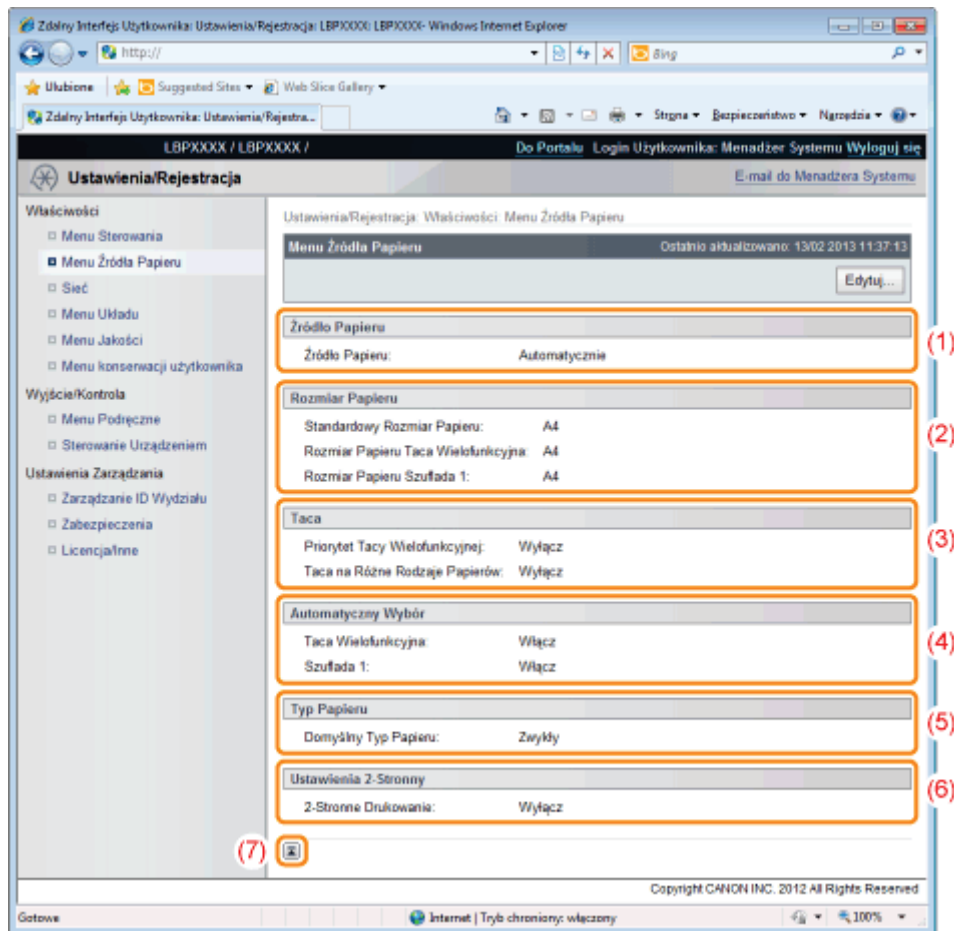 Zdalny Interfejs Użytkownika: Ustawienia/Rejestracja: LBPXXXX: LBPXXXX- Windows Internet Explorer
http://
Bing
Ulubione Suggested Sites Web Slice Gallery
Zdalny Interfejs Użytkownika: Ustawienia/Rejestra... Strona Bezpieczeństwo Narzędzia
LBPXXXX / LBPXXXX / Do Portalu Login Użytkownika: Menadżer Systemu Wyloguj się
Ustawienia/Rejestracja E-mail do Menadżera Systemu
Właściwości
Menu Sterowania
Menu Źródła Papieru
Sieć
Menu Układu
Menu Jakości
Menu konserwacji użytkownika
Wyjście/Kontrola
Menu Podręczne
Sterowanie Urządzeniem
Ustawienia Zarządzania
Zarządzanie ID Wydziału
Zabezpieczenia
Licencja/Inne
Ustawienia/Rejestracja: Właściwości: Menu Źródła Papieru
Menu Źródła Papieru Ostatnio aktualizowano: 13/02 2013 11:37:13
Edytuj...
Źródło Papieru
Źródło Papieru: Automatycznie
(1)
Rozmiar Papieru
Standardowy Rozmiar Papieru: A4
Rozmiar Papieru Taca Wielofunkcyjna: A4
Rozmiar Papieru Szuflada 1: A4
(2)
Taca
Priorytet Tacy Wielofunkcyjnej: Wyłącz
Taca na Różne Rodzaje Papierów: Wyłącz
(3)
Automatyczny Wybór
Taca Wielofunkcyjna: Włącz
Szuflada 1: Włącz
(4)
Typ Papieru
Domyślny Typ Papieru: Zwykły
(5)
Ustawienia 2-Stronny
2-Stronne Drukowanie: Wyłącz
(6)
(7)
Copyright CANON INC. 2012 All Rights Reserved
Gotowe Internet | Tryb chroniony: włączony 100%